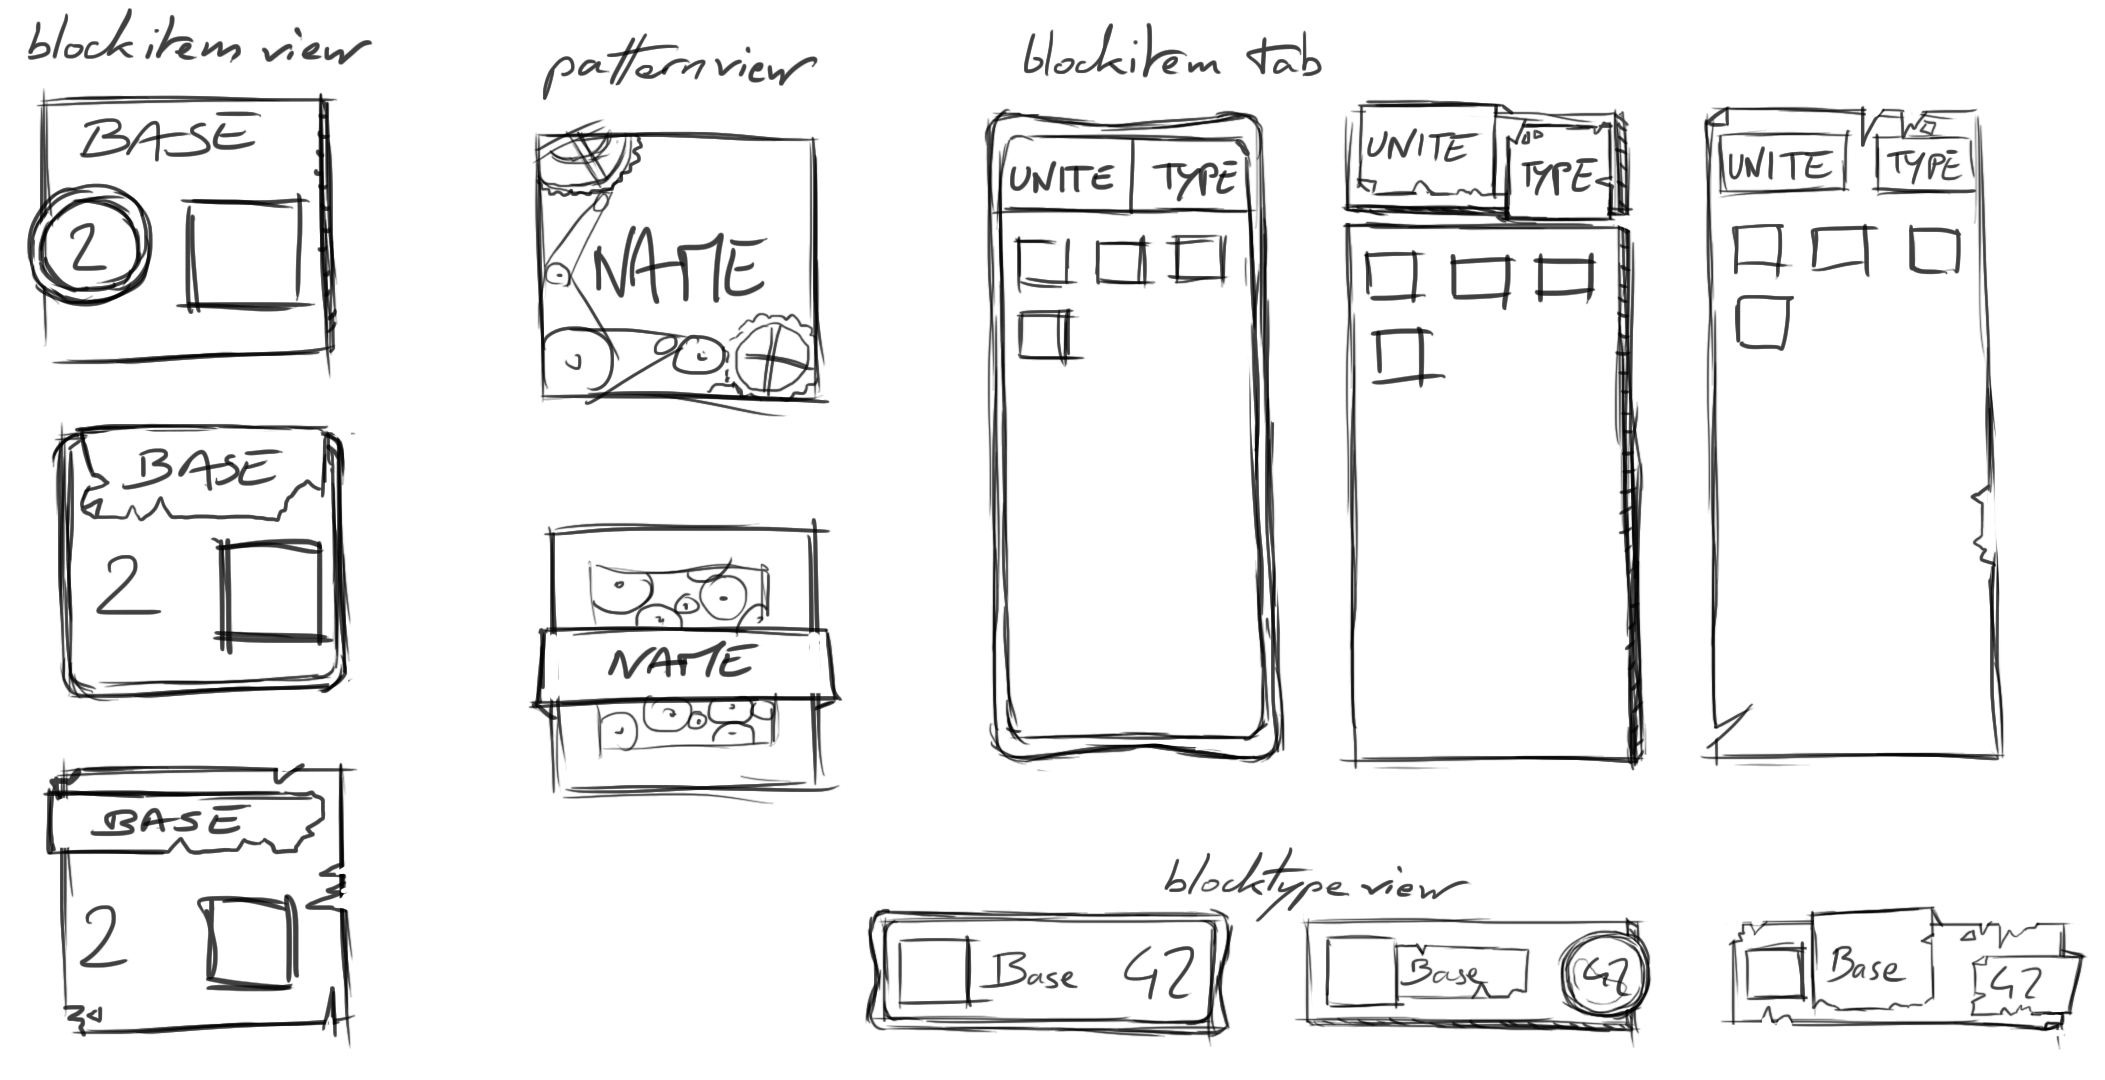 blockitem view
BASE
2
BASE
2
BASE
2
patternview
NAME
NAME
blockitem tab
UNITE TYPE
UNITE TYPE
UNITE TYPE
blocktype view
Base 42
Base 42
Base 42